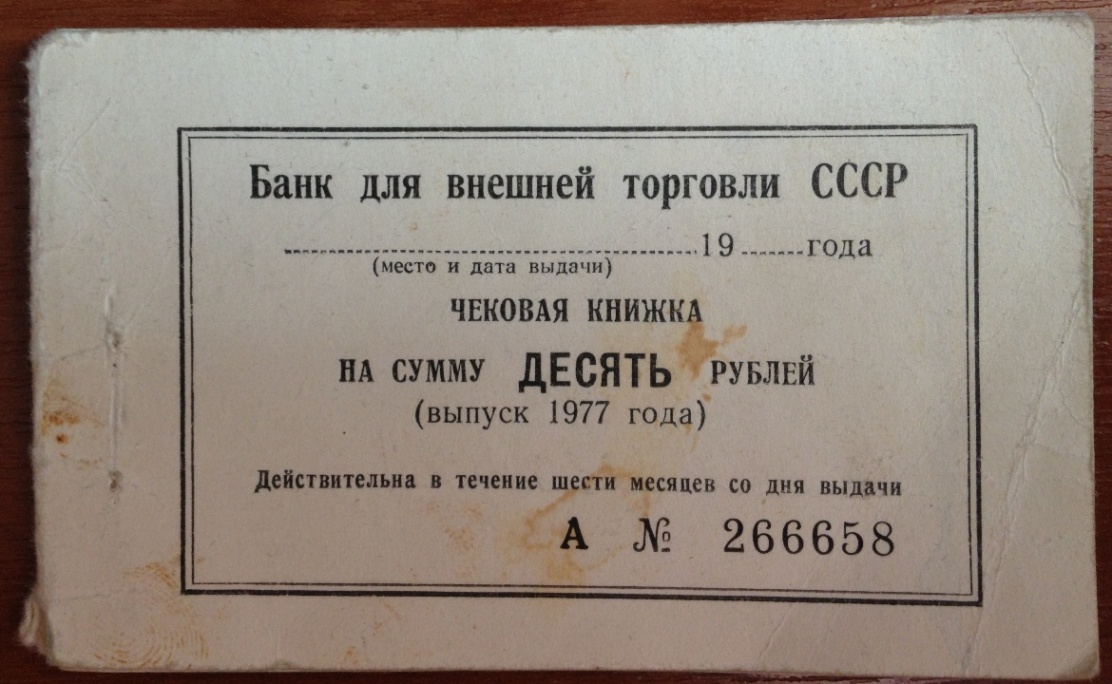 Банк для внешней торговли СССР
19 года
(место и дата выдачи)
ЧЕКОВАЯ КНИЖКА
НА СУММУ ДЕСЯТЬ РУБЛЕЙ
(выпуск 1977 года)
Действительна в течение шести месяцев со дня выдачи
А № 266658